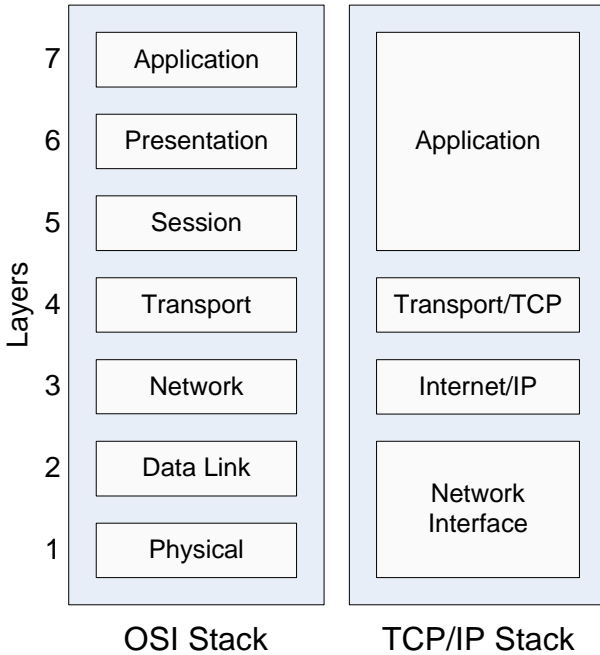 Layers
7
Application
6
Presentation
5
Session
4
Transport
3
Network
2
Data Link
1
Physical
OSI Stack
Application
Transport/TCP
Internet/IP
Network
Interface
TCP/IP Stack